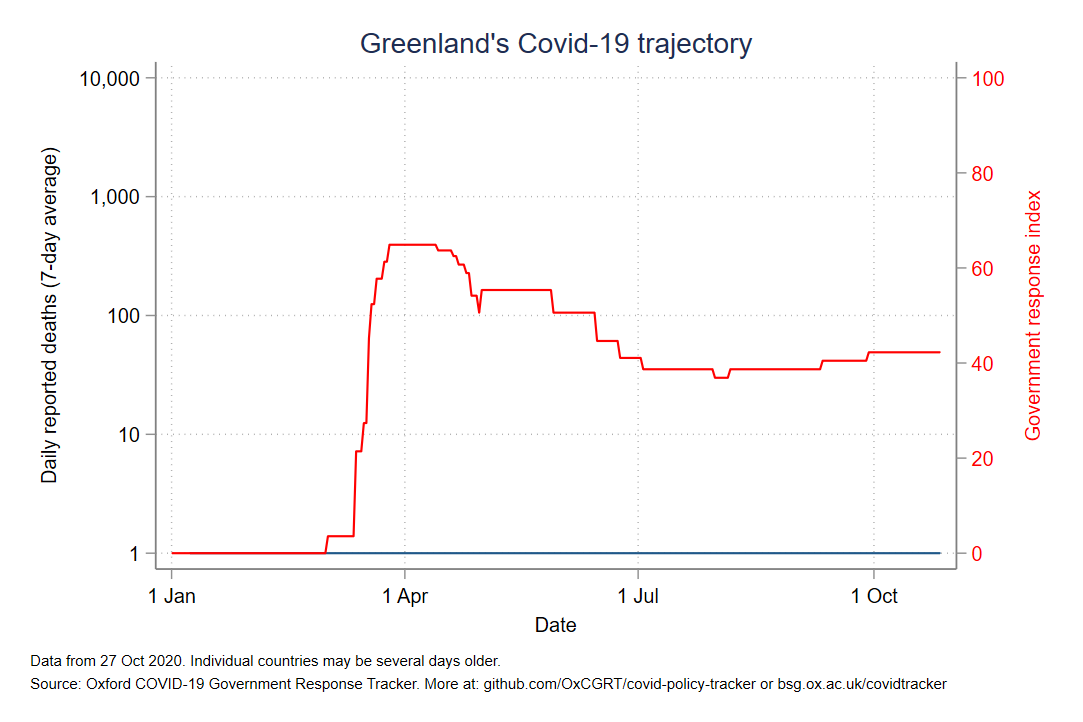 Greenland's Covid-19 trajectory
10,000
1,000
100
10
1
Daily reported deaths (7-day average)
100
80
60
40
20
0
Government response index
1 Jan
1 Apr
1 Jul
1 Oct
Date
Data from 27 Oct 2020. Individual countries may be several days older.
Source: Oxford COVID-19 Government Response Tracker. More at: github.com/OxCGRT/covid-policy-tracker or bsg.ox.ac.uk/covidtracker